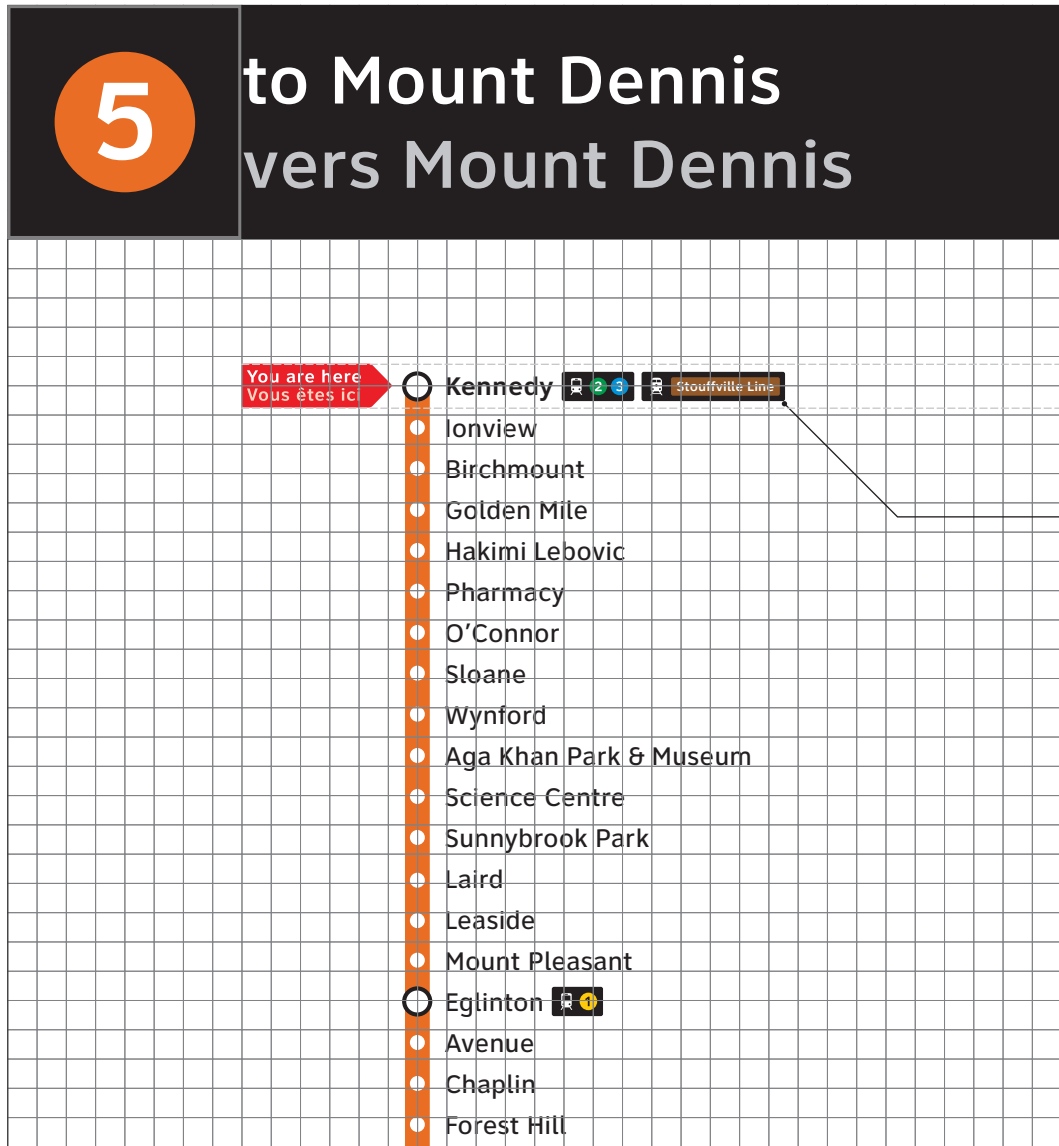 5
to Mount Dennis
vers Mount Dennis
You are here
Vous êtes ici
Kennedy 2 3 Stouffville Line
Ionview
Birchmount
Golden Mile
Hakimi Lebovic
Pharmacy
O’Connor
Sloane
Wynford
Aga Khan Park & Museum
Science Centre
Sunnybrook Park
Laird
Leaside
Mount Pleasant
Eglinton 1
Avenue
Chaplin
Forest Hill